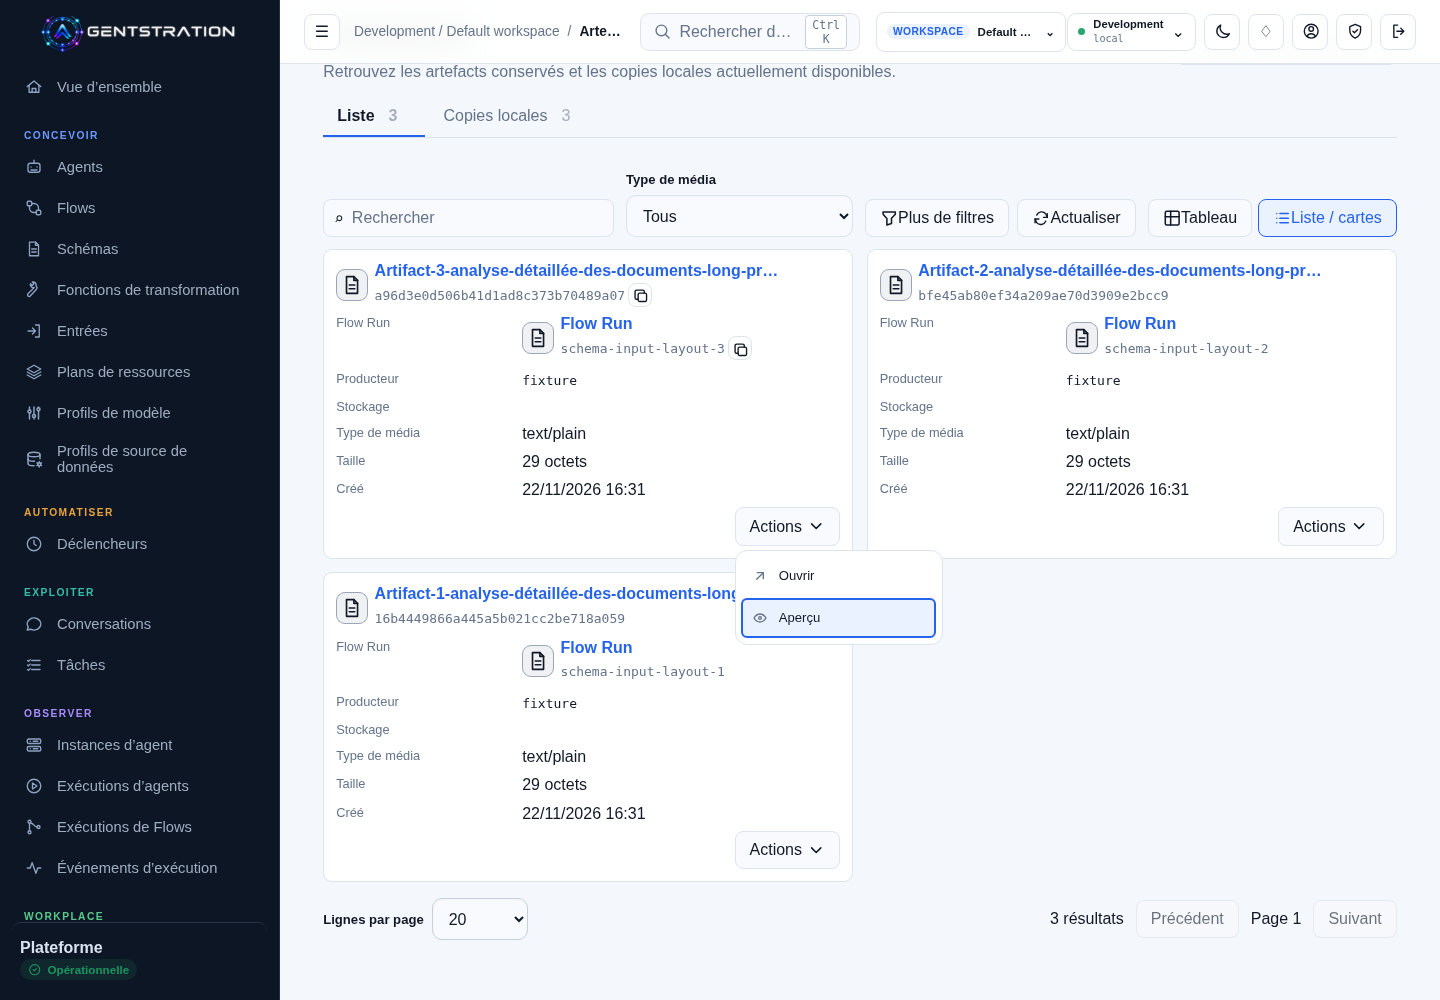 GENTSTRATION
Vue d’ensemble
CONCEVOIR
Agents
Flows
Schémas
Fonctions de transformation
Entrées
Plans de ressources
Profils de modèle
Profils de source de
données
AUTOMATISER
Déclencheurs
EXPLOITER
Conversations
Tâches
OBSERVER
Instances d’agent
Exécutions d’agents
Exécutions de Flows
Événements d’exécution
WORKPLACE
Plateforme
Opérationnelle
Development / Default workspace / Arte…
Rechercher d…
Ctrl
K
WORKSPACE Default …
Development
local
Retrouvez les artefacts conservés et les copies locales actuellement disponibles.
Liste 3
Copies locales 3
Type de média
Rechercher
Tous
Plus de filtres
Actualiser
Tableau
Liste / cartes
Artifact-3-analyse-détaillée-des-documents-long-pr…
a96d3e0d506b41d1ad8c373b70489a07
Flow Run
Flow Run
schema-input-layout-3
Producteur
fixture
Stockage
Type de média
text/plain
Taille
29 octets
Créé
22/11/2026 16:31
Actions
Artifact-2-analyse-détaillée-des-documents-long-pr…
bfe45ab80ef34a209ae70d3909e2bcc9
Flow Run
Flow Run
schema-input-layout-2
Producteur
fixture
Stockage
Type de média
text/plain
Taille
29 octets
Créé
22/11/2026 16:31
Actions
Ouvrir
Aperçu
Artifact-1-analyse-détaillée-des-documents-long
16b4449866a445a5b021cc2be718a059
Flow Run
Flow Run
schema-input-layout-1
Producteur
fixture
Stockage
Type de média
text/plain
Taille
29 octets
Créé
22/11/2026 16:31
Actions
Lignes par page
20
3 résultats
Précédent
Page 1
Suivant